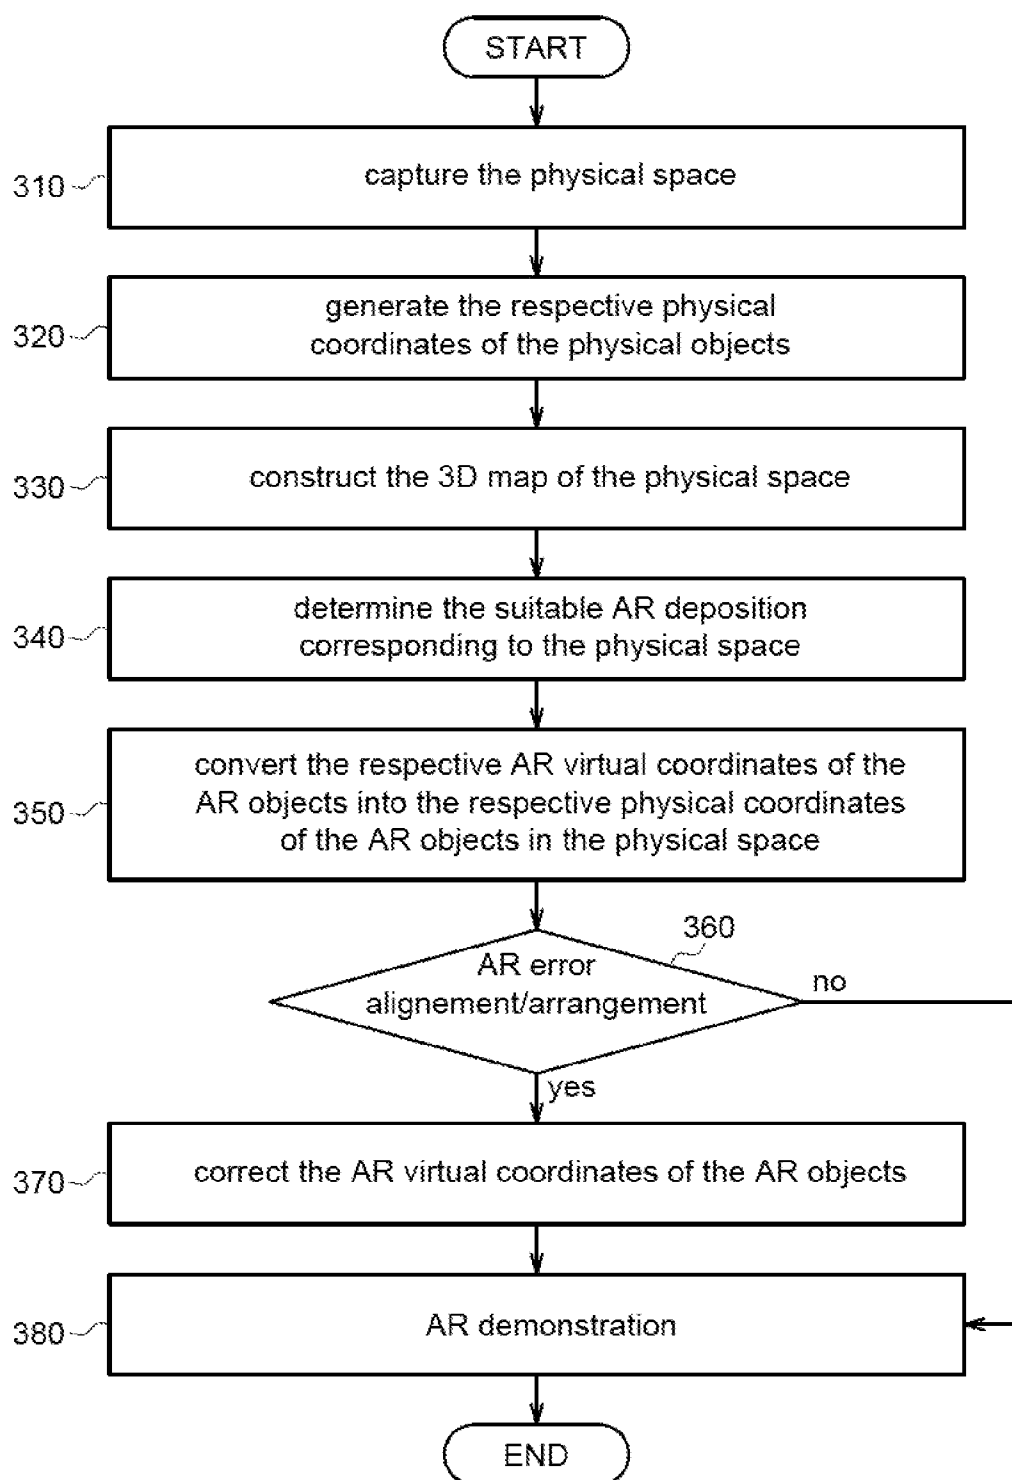 START
310
capture the physical space
320
generate the respective physical
coordinates of the physical objects
330
construct the 3D map of the physical space
340
determine the suitable AR deposition
corresponding to the physical space
350
convert the respective AR virtual coordinates of the
AR objects into the respective physical coordinates
of the AR objects in the physical space
360
AR error
alignement/arrangement
no
yes
370
correct the AR virtual coordinates of the AR objects
380
AR demonstration
END